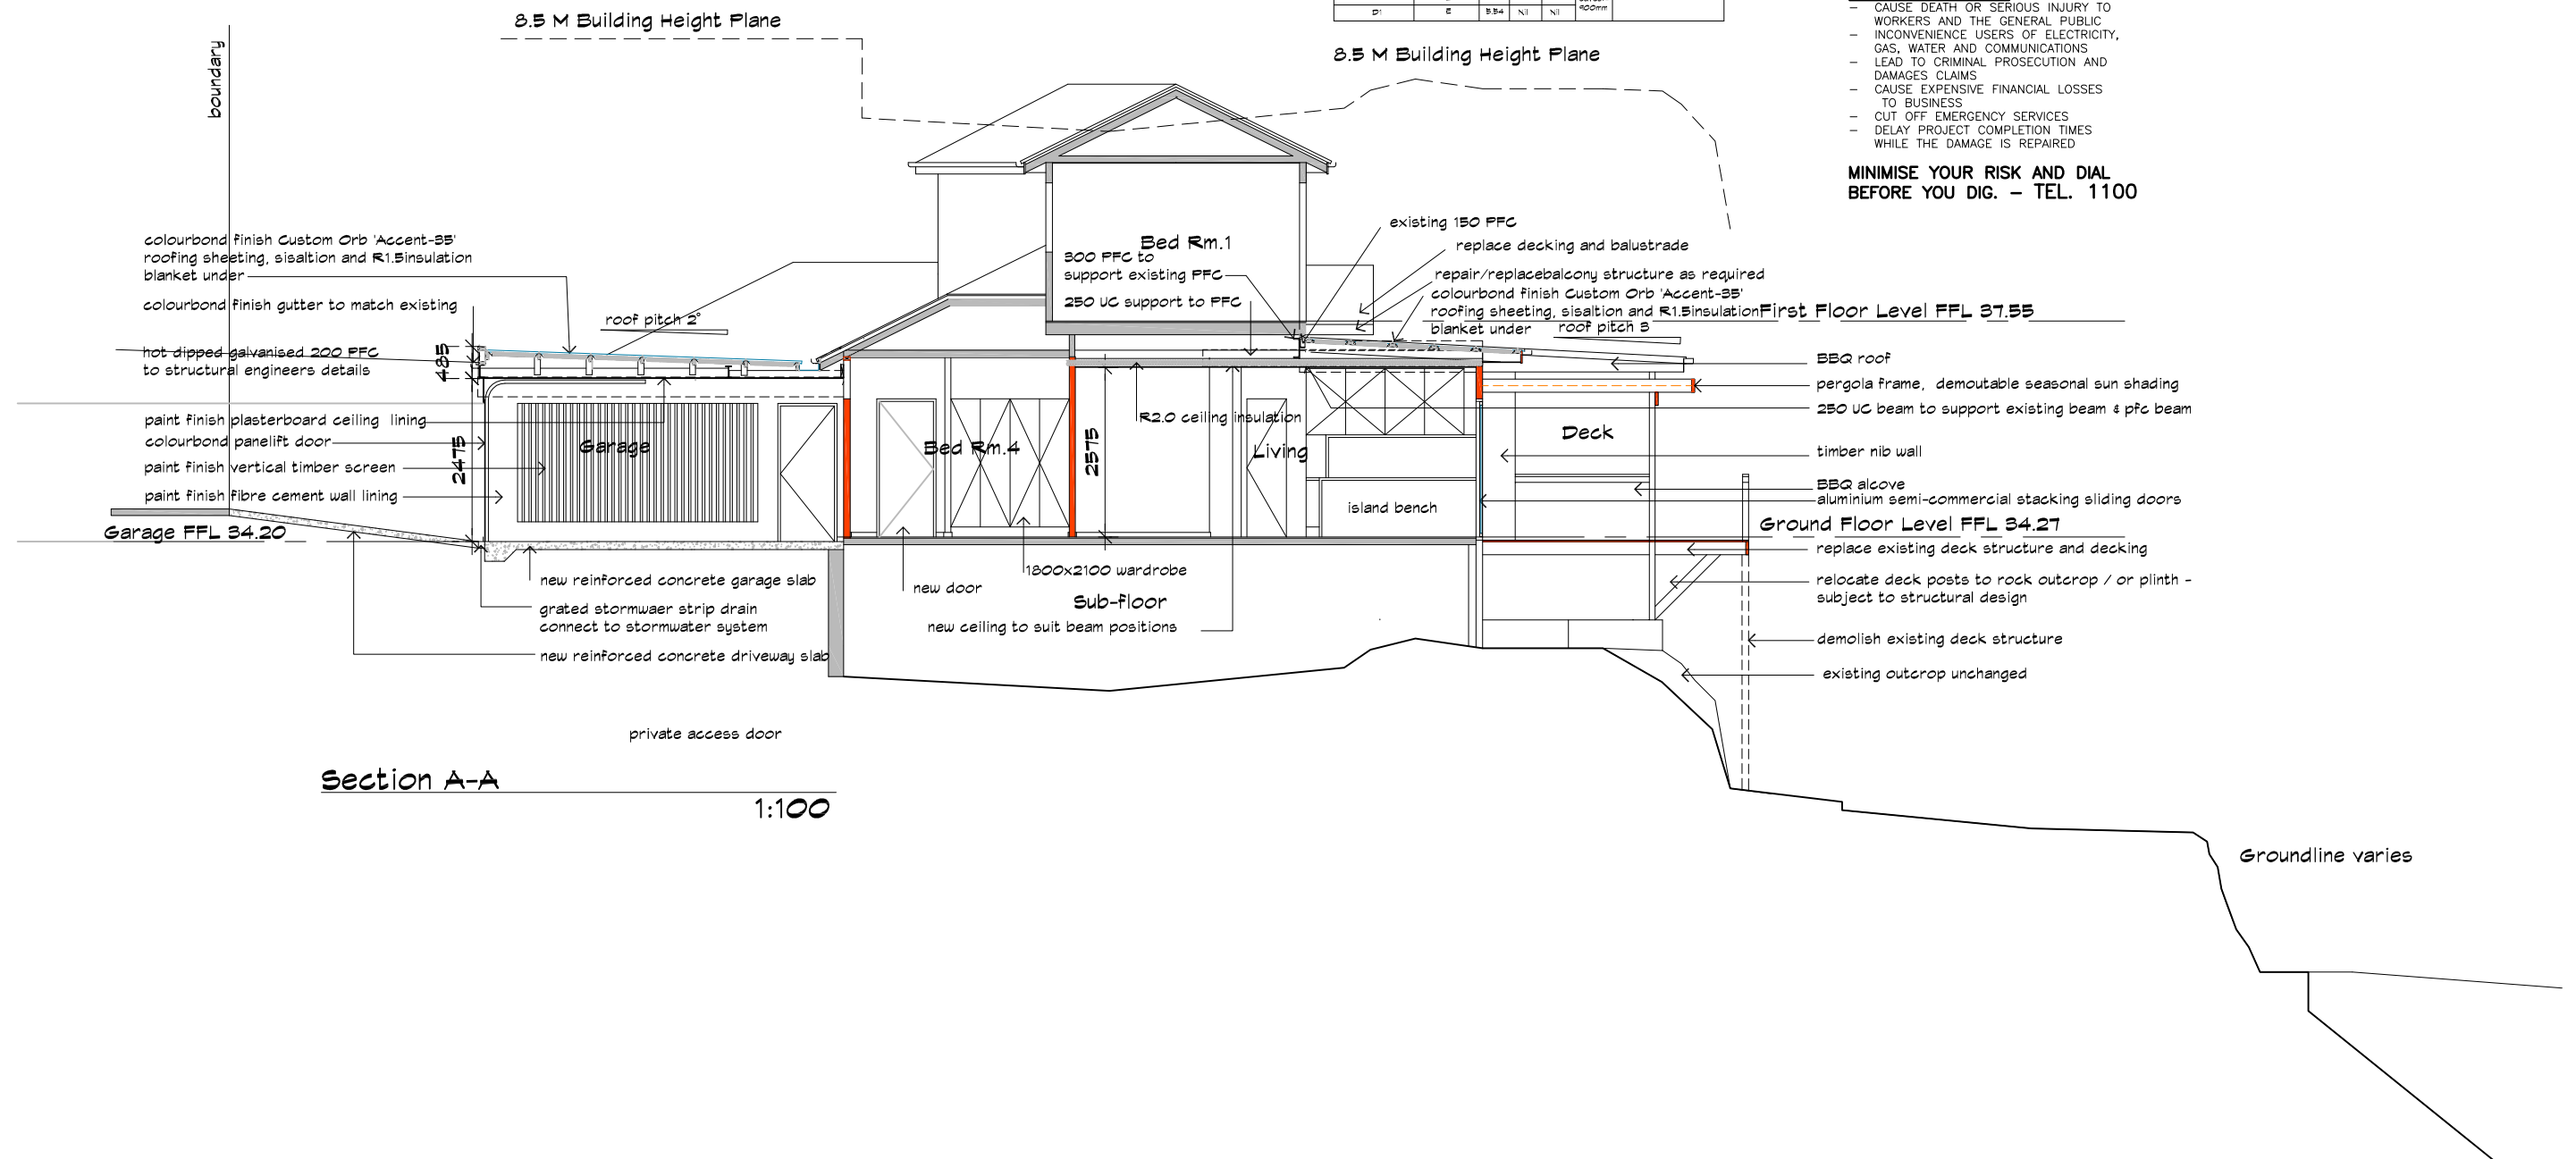 8.5 M Building Height Plane
D1 E 5.54 Nil Nil 900mm
8.5 M Building Height Plane
- CAUSE DEATH OR SERIOUS INJURY TO
WORKERS AND THE GENERAL PUBLIC
- INCONVENIENCE USERS OF ELECTRICITY,
GAS, WATER AND COMMUNICATIONS
- LEAD TO CRIMINAL PROSECUTION AND
DAMAGES CLAIMS
- CAUSE EXPENSIVE FINANCIAL LOSSES
TO BUSINESS
- CUT OFF EMERGENCY SERVICES
- DELAY PROJECT COMPLETION TIMES
WHILE THE DAMAGE IS REPAIRED
MINIMISE YOUR RISK AND DIAL
BEFORE YOU DIG. - TEL. 1100
boundary
colourbond finish Custom Orb 'Accent-35'
roofing sheeting, sisaltion and R1.5insulation
blanket under
colourbond finish gutter to match existing
hot dipped galvanised 200 PFC
to structural engineers details
paint finish plasterboard ceiling lining
colourbond panelift door
paint finish vertical timber screen
paint finish fibre cement wall lining
Garage FFL 34.20
roof pitch 2°
485
2475
Garage
Bed Rm.1
300 PFC to
support existing PFC
250 UC support to PFC
existing 150 PFC
replace decking and balustrade
repair/replacebalcony structure as required
colourbond finish Custom Orb 'Accent-35'
roofing sheeting, sisaltion and R1.5insulation
blanket under
roof pitch 3
First Floor Level FFL 37.55
R2.0 ceiling insulation
Bed Rm.4
2575
Living
island bench
Deck
BBQ roof
pergola frame, demoutable seasonal sun shading
250 UC beam to support existing beam & pfc beam
timber nib wall
BBQ alcove
aluminium semi-commercial stacking sliding doors
Ground Floor Level FFL 34.27
replace existing deck structure and decking
relocate deck posts to rock outcrop / or plinth -
subject to structural design
demolish existing deck structure
existing outcrop unchanged
new reinforced concrete garage slab
grated stormwaer strip drain
connect to stormwater system
new reinforced concrete driveway slab
new door
1800x2100 wardrobe
Sub-floor
new ceiling to suit beam positions
private access door
Section A-A
1:100
Groundline varies